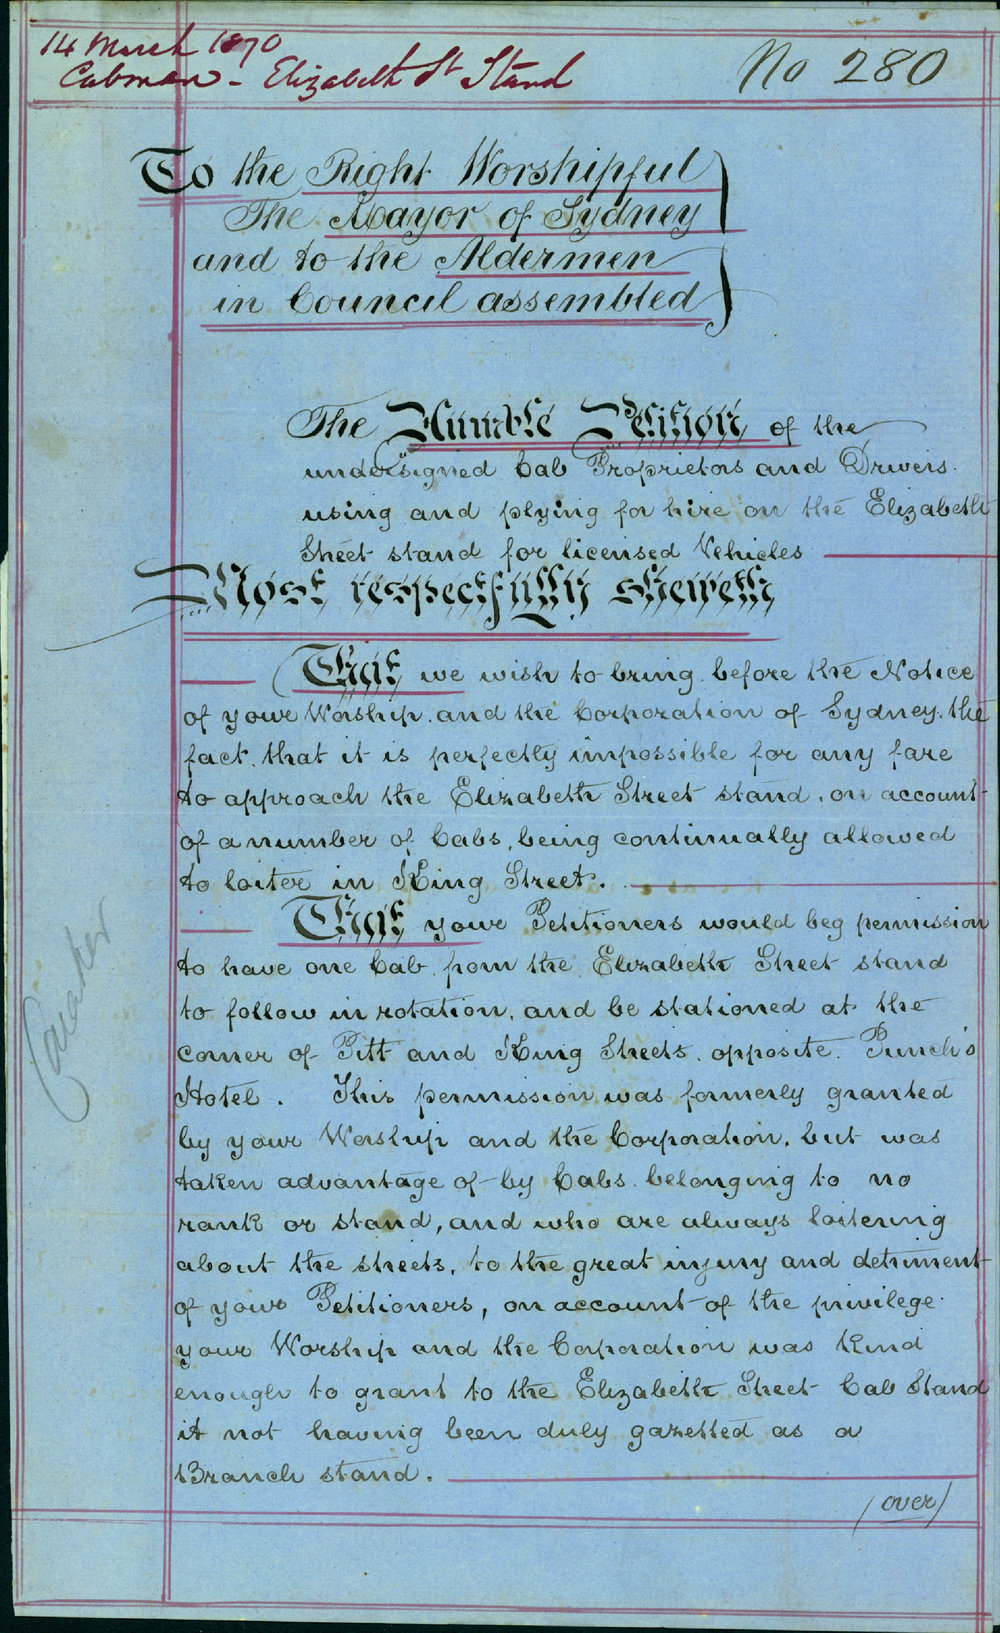 14 March 1870
Cabman - Elizabeth St Stand
No 280
To the Right Worshipful
The Mayor of Sydney
and to the Aldermen
in Council assembled
The Humble Petition of the
undersigned Cab Proprietors and Drivers
using and plying for hire on the Elizabeth
Street stand for licensed Vehicles
Most respectfully sheweth
That we wish to bring before the Notice
of your Worship and the Corporation of Sydney the
fact that it is perfectly impossible for any fare
to approach the Elizabeth Street stand, on account
of a number of Cabs, being continually allowed
to loiter in King Street.
That your Petitioners would beg permission
to have one Cab from the Elizabeth Street stand
to follow in rotation, and be stationed at the
corner of Pitt and King Streets opposite Punch's
Hotel. This permission was formerly granted
by your Worship and the Corporation, but was
taken advantage of by Cabs belonging to no
rank or stand, and who are always loitering
about the streets, to the great injury and detriment
of your Petitioners, on account of the privilege
your Worship and the Corporation was kind
enough to grant to the Elizabeth Street Cab Stand
it not having been duly gazetted as a
Branch stand.
(over)